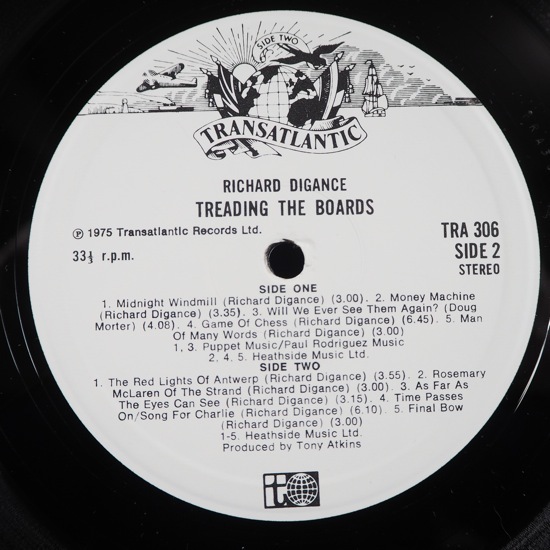 SIDE TWO
TRANSATLANTIC
RICHARD DIGANCE
TREADING THE BOARDS
℗ 1975 Transatlantic Records Ltd.
TRA 306
33⅓ r.p.m.
SIDE 2
STEREO
SIDE ONE
1. Midnight Windmill (Richard Digance) (3.00). 2. Money Machine
(Richard Digance) (3.35). 3. Will We Ever See Them Again? (Doug
Morter) (4.08). 4. Game Of Chess (Richard Digance) (6.45). 5. Man
Of Many Words (Richard Digance) (3.00)
1, 3. Puppet Music/Paul Rodriguez Music
2, 4. 5. Heathside Music Ltd.
SIDE TWO
1. The Red Lights Of Antwerp (Richard Digance) (3.55). 2. Rosemary
McLaren Of The Strand (Richard Digance) (3.00). 3. As Far As
The Eyes Can See (Richard Digance) (3.15). 4. Time Passes
On/Song For Charlie (Richard Digance) (6.10). 5. Final Bow
(Richard Digance) (3.00)
1-5. Heathside Music Ltd.
Produced by Tony Atkins